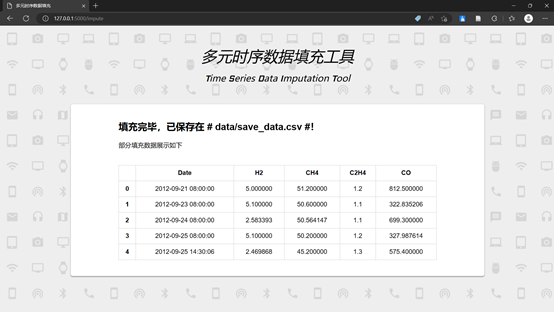 多元时序数据填充
127.0.0.1:5000/impute
多元时序数据填充工具
Time Series Data Imputation Tool
填充完毕，已保存在 # data/save_data.csv #！
部分填充数据展示如下
Date H2 CH4 C2H4 CO
0 2012-09-21 08:00:00 5.000000 51.200000 1.2 812.500000
1 2012-09-23 08:00:00 5.100000 50.600000 1.1 322.835206
2 2012-09-24 08:00:00 2.583393 50.564147 1.1 699.300000
3 2012-09-25 08:00:00 5.100000 50.200000 1.2 327.987614
4 2012-09-25 14:30:06 2.469868 45.200000 1.3 575.400000